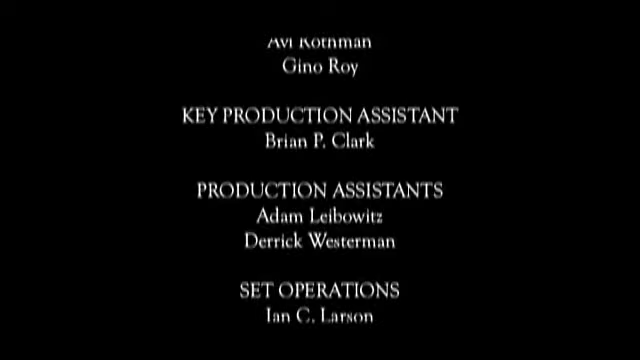 Avi Rothman
Gino Roy
KEY PRODUCTION ASSISTANT
Brian P. Clark
PRODUCTION ASSISTANTS
Adam Leibowitz
Derrick Westerman
SET OPERATIONS
Ian C. Larson